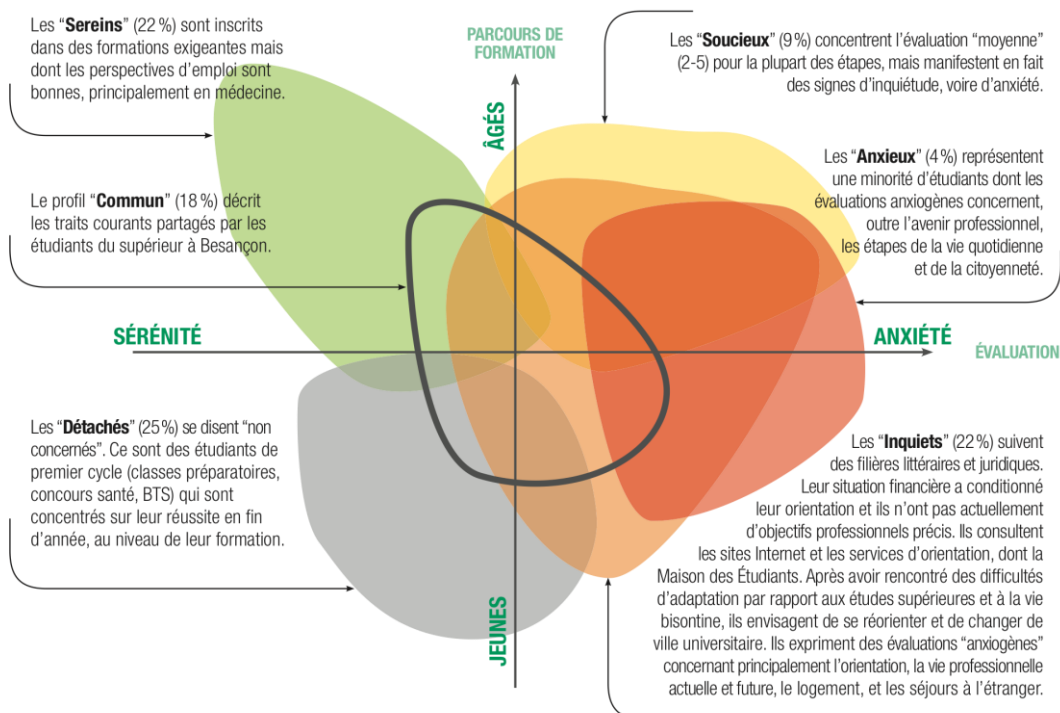 Les “Sereins” (22 %) sont inscrits
dans des formations exigeantes mais
dont les perspectives d’emploi sont
bonnes, principalement en médecine.
PARCOURS DE
FORMATION
Les “Soucieux” (9 %) concentrent l’évaluation “moyenne”
(2-5) pour la plupart des étapes, mais manifestent en fait
des signes d’inquiétude, voire d’anxiété.
ÂGÉS
Le profil “Commun” (18 %) décrit
les traits courants partagés par les
étudiants du supérieur à Besançon.
Les “Anxieux” (4 %) représentent
une minorité d’étudiants dont les
évaluations anxiogènes concernent,
outre l’avenir professionnel,
les étapes de la vie quotidienne
et de la citoyenneté.
SÉRÉNITÉ
ANXIÉTÉ
ÉVALUATION
Les “Détachés” (25 %) se disent “non
concernés”. Ce sont des étudiants de
premier cycle (classes préparatoires,
concours santé, BTS) qui sont
concentrés sur leur réussite en fin
d’année, au niveau de leur formation.
Les “Inquiets” (22 %) suivent
des filières littéraires et juridiques.
Leur situation financière a conditionné
leur orientation et ils n’ont pas actuellement
d’objectifs professionnels précis. Ils consultent
les sites Internet et les services d’orientation, dont la
Maison des Étudiants. Après avoir rencontré des difficultés
d’adaptation par rapport aux études supérieures et à la vie
bisontine, ils envisagent de se réorienter et de changer de
ville universitaire. Ils expriment des évaluations “anxiogènes”
concernant principalement l’orientation, la vie professionnelle
actuelle et future, le logement, et les séjours à l’étranger.
JEUNES